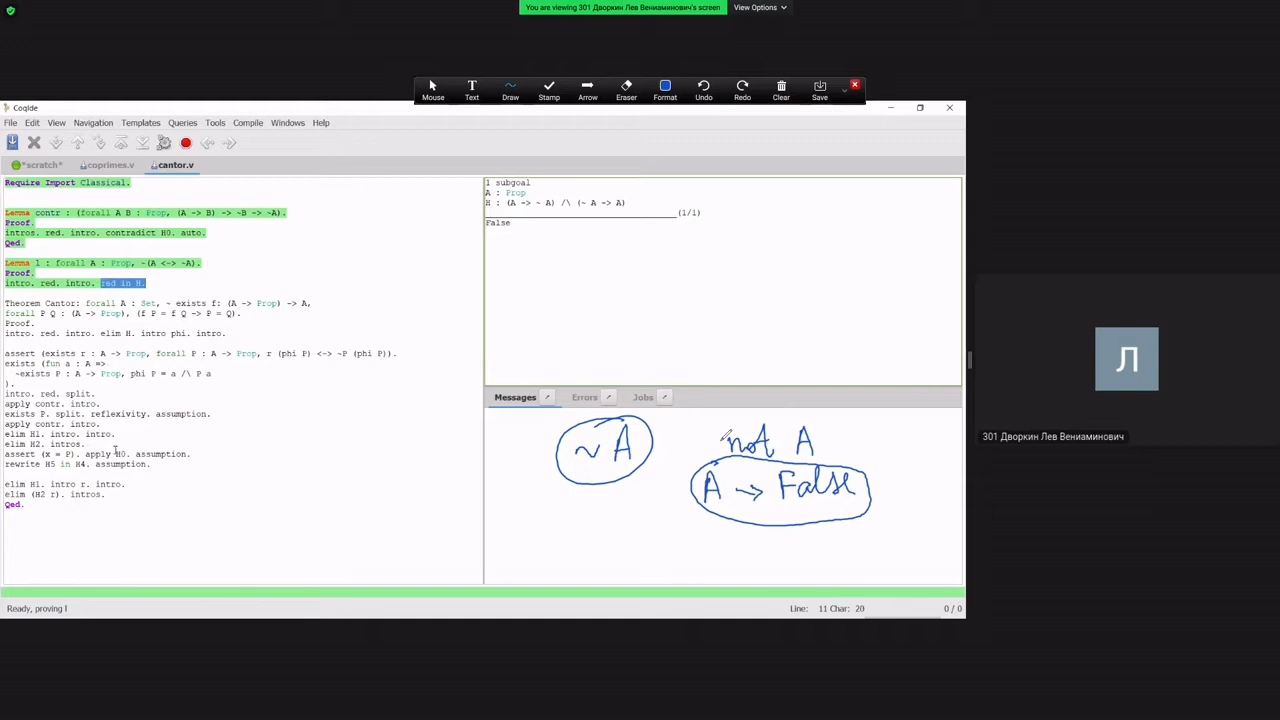 You are viewing 301 Дворкин Лев Вениаминович's screen
View Options
Mouse Text Draw Stamp Arrow Eraser Format Undo Redo Clear Save
CoqIde
File Edit View Navigation Templates Queries Tools Compile Windows Help
*scratch* coprimes.v cantor.v
Require Import Classical.
Lemma contr : (forall A B : Prop, (A -> B) -> ~B -> ~A).
Proof.
intros. red. intro. contradict H0. auto.
Qed.
Lemma l : forall A : Prop, ~(A <-> ~A).
Proof.
intro. red. intro. red in H.
Theorem Cantor: forall A : Set, ~ exists f: (A -> Prop) -> A,
forall P Q : (A -> Prop), (f P = f Q -> P = Q).
Proof.
intro. red. intro. elim H. intro phi. intro.
assert (exists r : A -> Prop, forall P : A -> Prop, r (phi P) <-> ~P (phi P)).
exists (fun a : A =>
~exists P : A -> Prop, phi P = a /\ P a
).
intro. red. split.
apply contr. intro.
exists P. split. reflexivity. assumption.
apply contr. intro.
elim H1. intro. intro.
elim H2. intros.
assert (x = P). apply H0. assumption.
rewrite H5 in H4. assumption.
elim H1. intro r. intro.
elim (H2 r). intros.
Qed.
1 subgoal
A : Prop
H : (A -> ~ A) /\ (~ A -> A)
(1/1)
False
Messages Errors Jobs
~ A
not A
A -> False
Ready, proving l
Line: 11 Char: 20
0 / 0
Л
301 Дворкин Лев Вениаминович